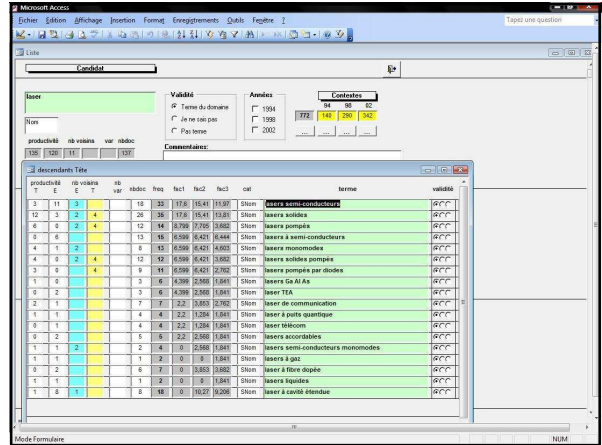 Microsoft Access
Fichier Edition Affichage Insertion Format Enregistrements Outils Fenêtre ?
Tapez une question
Liste
Candidat
laser
Nom
Validité
Terme du domaine
Je ne sais pas
Pas terme
Années
1994
1998
2002
Contextes
94 98 02
772 140 290 342
... ... ...
productivité nb voisins var nbdoc
135 120 11 137
Commentaires:
descendants Tête
productivité nb voisins nb
T E E T var nbdoc freq fsc1 fsc2 fsc3 cat terme validité
3 11 3 18 33 17,6 15,41 11,97 SNom lasers semi-conducteurs
12 3 2 4 26 35 17,6 15,41 13,81 SNom lasers solides
6 0 2 4 12 14 8,799 7,705 3,682 SNom lasers pompés
0 6 15 13 6,599 6,421 6,444 SNom lasers à semi-conducteurs
4 1 2 8 13 6,599 6,421 4,603 SNom lasers monomodes
4 0 2 4 12 12 6,599 6,421 3,682 SNom lasers solides pompés
3 0 4 9 11 6,599 6,421 2,762 SNom lasers pompés par diodes
1 0 3 6 4,399 2,568 1,841 SNom lasers Ga Al As
0 2 3 6 4,399 2,568 1,841 SNom laser TEA
2 1 7 7 2,2 3,853 2,762 SNom laser de communication
1 1 4 4 2,2 1,284 1,841 SNom laser à puits quantique
0 1 4 4 2,2 1,284 1,841 SNom laser télécom
0 2 5 5 2,2 2,568 1,841 SNom lasers accordables
1 1 2 2 4 0 2,568 1,841 SNom lasers semi-conducteurs monomodes
1 1 1 2 0 0 1,841 SNom lasers à gaz
0 2 6 7 0 3,853 3,682 SNom laser à fibre dopée
1 1 1 2 0 0 1,841 SNom lasers liquides
1 8 1 8 18 0 10,27 9,206 SNom laser à cavité étendue
Mode Formulaire
NUM